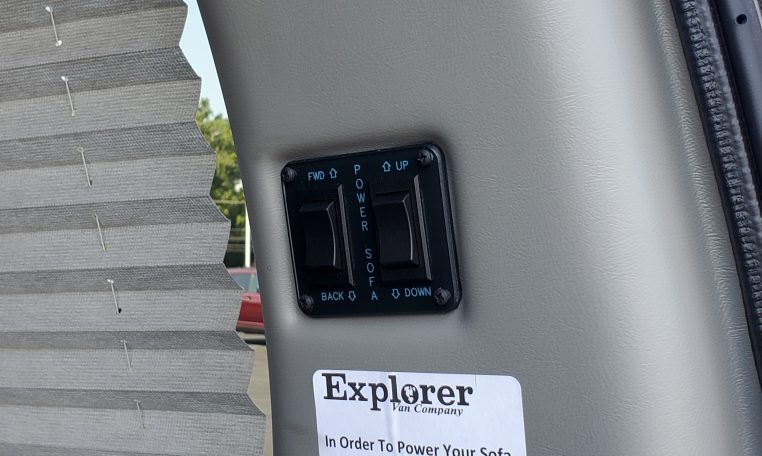 FWD ⇧
⇧ UP
POWER SOFA
BACK ⇩
⇩ DOWN
Explorer
Van Company
In Order To Power Your Sofa